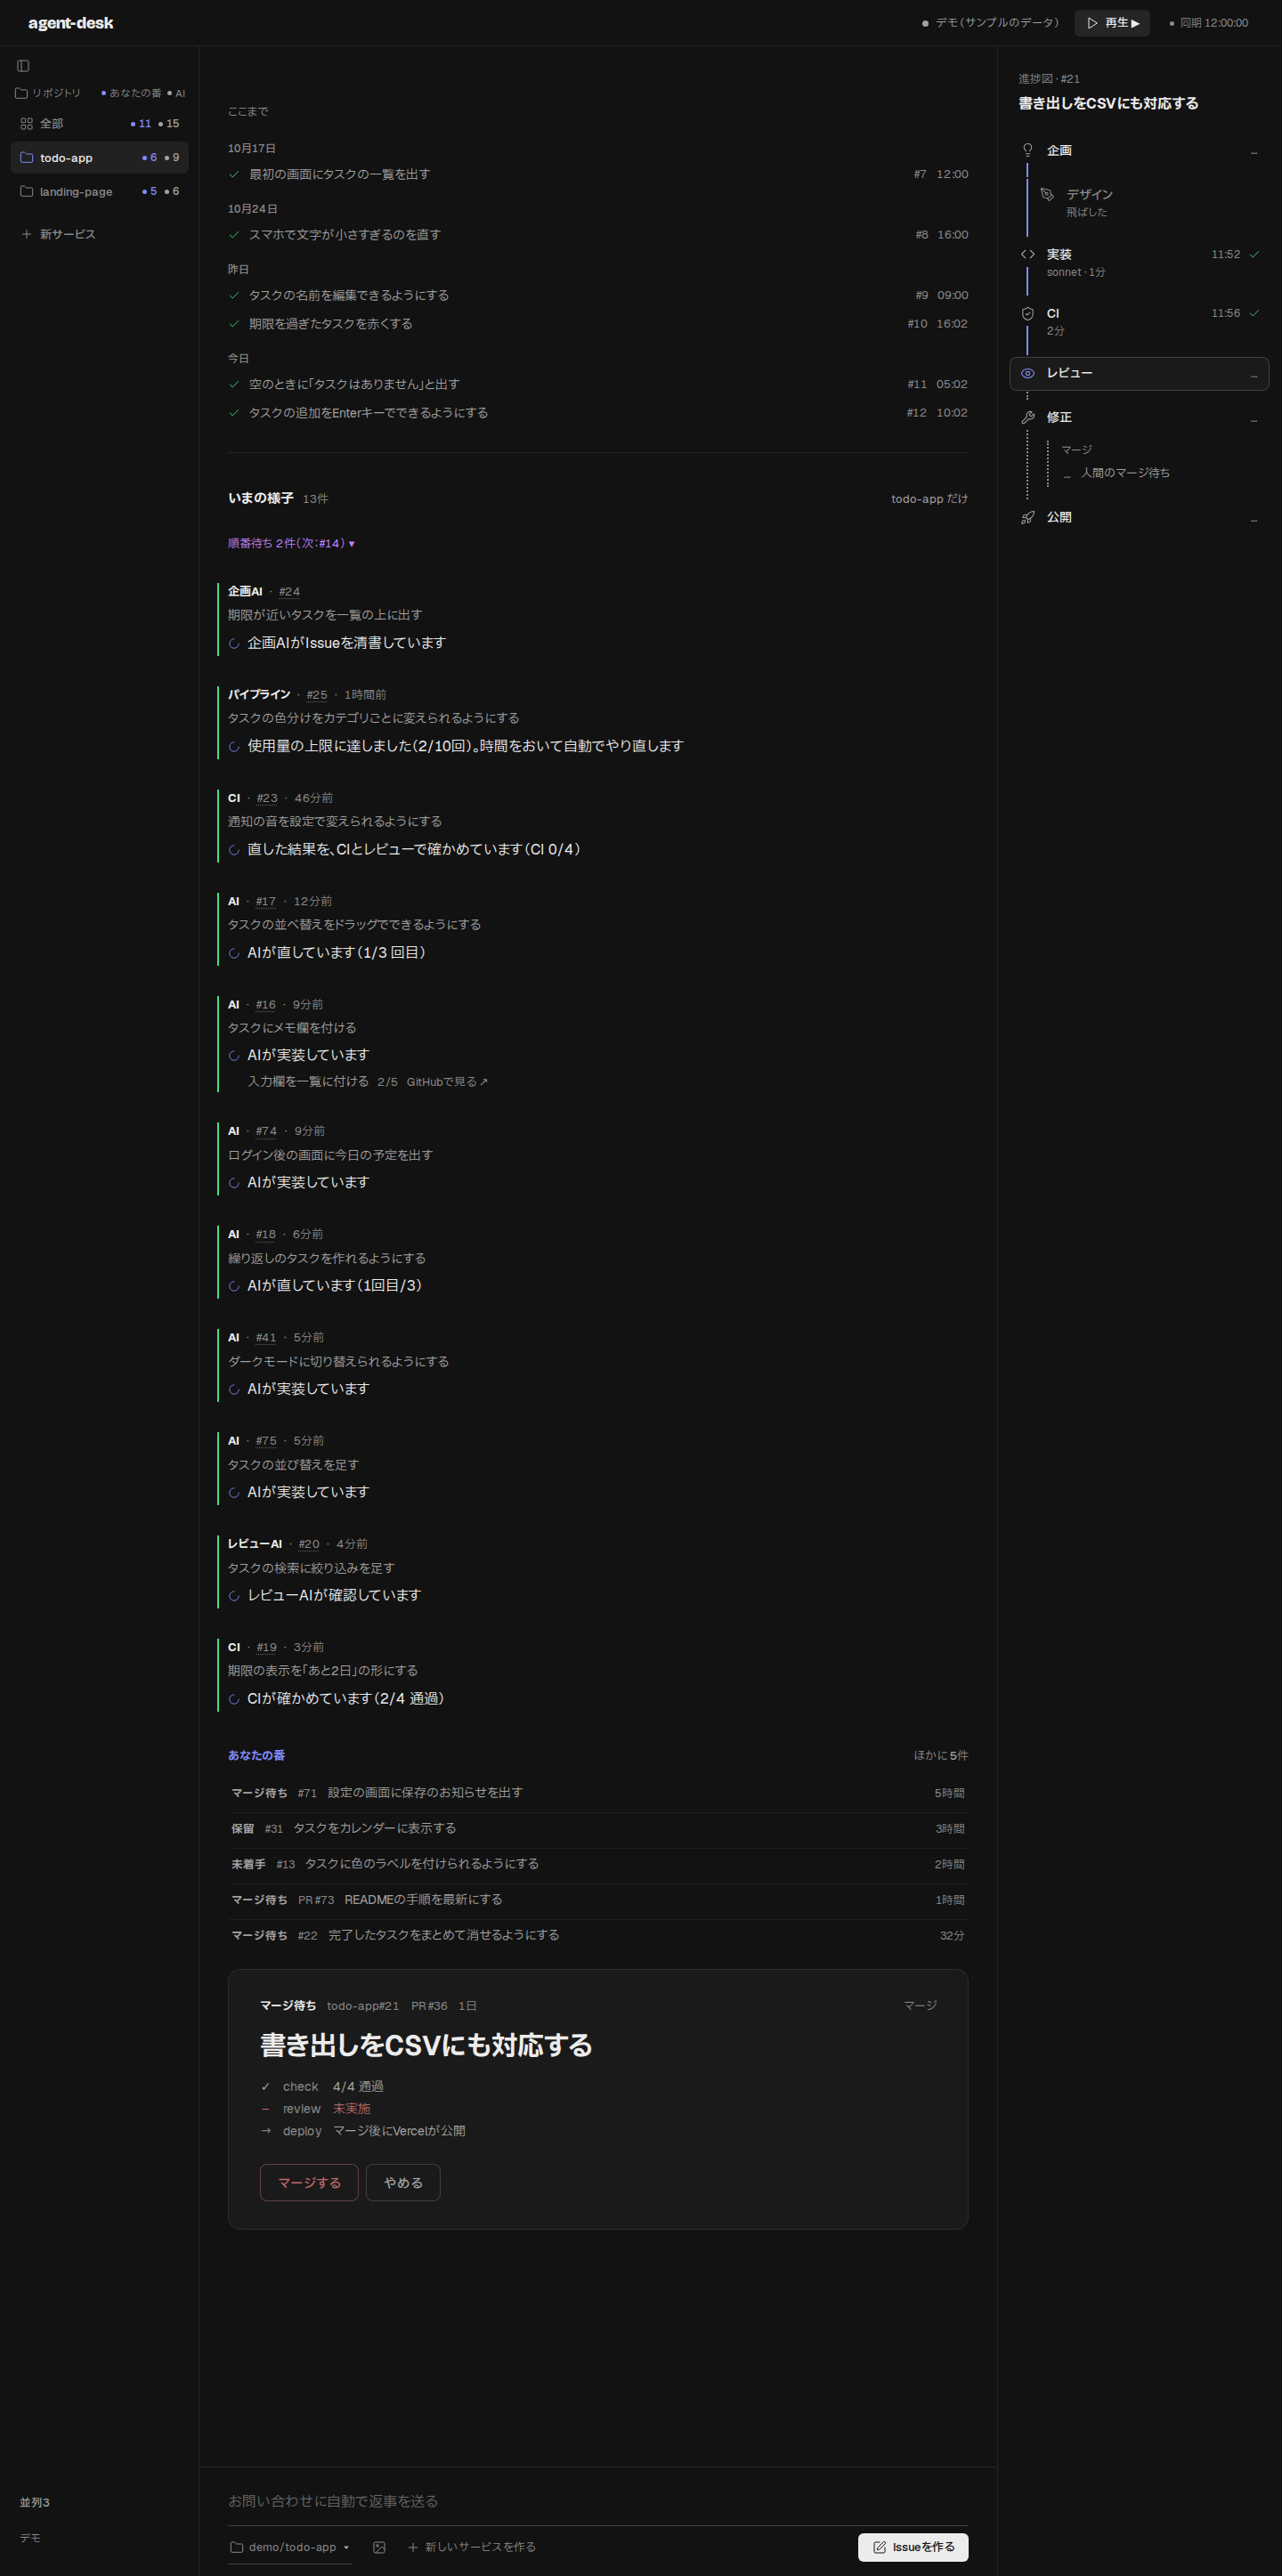 agent-desk
デモ（サンプルのデータ）
再生 ▶
同期 12:00:00
リポジトリ
あなたの番
AI
全部
11
15
todo-app
6
9
landing-page
5
6
新サービス
ここまで
10月17日
最初の画面にタスクの一覧を出す #7 12:00
10月24日
スマホで文字が小さすぎるのを直す #8 16:00
昨日
タスクの名前を編集できるようにする #9 09:00
期限を過ぎたタスクを赤くする #10 16:02
今日
空のときに「タスクはありません」と出す #11 05:02
タスクの追加をEnterキーでできるようにする #12 10:02
いまの様子 13件
todo-app だけ
順番待ち 2件（次：#14）▾
企画AI · #24
期限が近いタスクを一覧の上に出す
企画AIがIssueを清書しています
パイプライン · #25 · 1時間前
タスクの色分けをカテゴリごとに変えられるようにする
使用量の上限に達しました（2/10回）。時間をおいて自動でやり直します
CI · #23 · 46分前
通知の音を設定で変えられるようにする
直した結果を、CIとレビューで確かめています（CI 0/4）
AI · #17 · 12分前
タスクの並べ替えをドラッグでできるようにする
AIが直しています（1/3 回目）
AI · #16 · 9分前
タスクにメモ欄を付ける
AIが実装しています
入力欄を一覧に付ける 2/5 GitHubで見る ↗
AI · #74 · 9分前
ログイン後の画面に今日の予定を出す
AIが実装しています
AI · #18 · 6分前
繰り返しのタスクを作れるようにする
AIが直しています（1回目/3）
AI · #41 · 5分前
ダークモードに切り替えられるようにする
AIが実装しています
AI · #75 · 5分前
タスクの並び替えを足す
AIが実装しています
レビューAI · #20 · 4分前
タスクの検索に絞り込みを足す
レビューAIが確認しています
CI · #19 · 3分前
期限の表示を「あと2日」の形にする
CIが確かめています（2/4 通過）
あなたの番
ほかに 5件
マージ待ち #71 設定の画面に保存のお知らせを出す 5時間
保留 #31 タスクをカレンダーに表示する 3時間
未着手 #13 タスクに色のラベルを付けられるようにする 2時間
マージ待ち PR #73 READMEの手順を最新にする 1時間
マージ待ち #22 完了したタスクをまとめて消せるようにする 32分
マージ待ち todo-app#21 PR #36 1日
マージ
書き出しをCSVにも対応する
✓ check 4/4 通過
– review 未実施
→ deploy マージ後にVercelが公開
マージする
やめる
進捗図 · #21
書き出しをCSVにも対応する
企画 …
デザイン
飛ばした
実装 11:52
sonnet · 1分
CI 11:56
2分
レビュー …
修正 …
マージ
… 人間のマージ待ち
公開 …
並列3
デモ
お問い合わせに自動で返事を送る
demo/todo-app ▾
新しいサービスを作る
Issueを作る